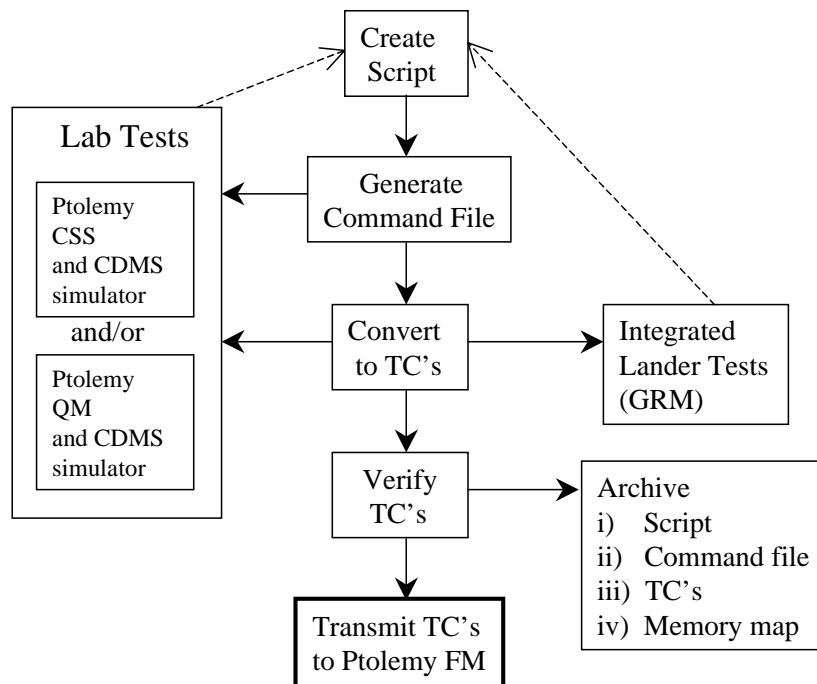 Create
Script
Lab Tests
Generate
Command File
Ptolemy
CSS
and CDMS
simulator
and/or
Ptolemy
QM
and CDMS
simulator
Convert
to TC’s
Integrated
Lander Tests
(GRM)
Verify
TC’s
Archive
i) Script
ii) Command file
iii) TC’s
iv) Memory map
Transmit TC’s
to Ptolemy FM